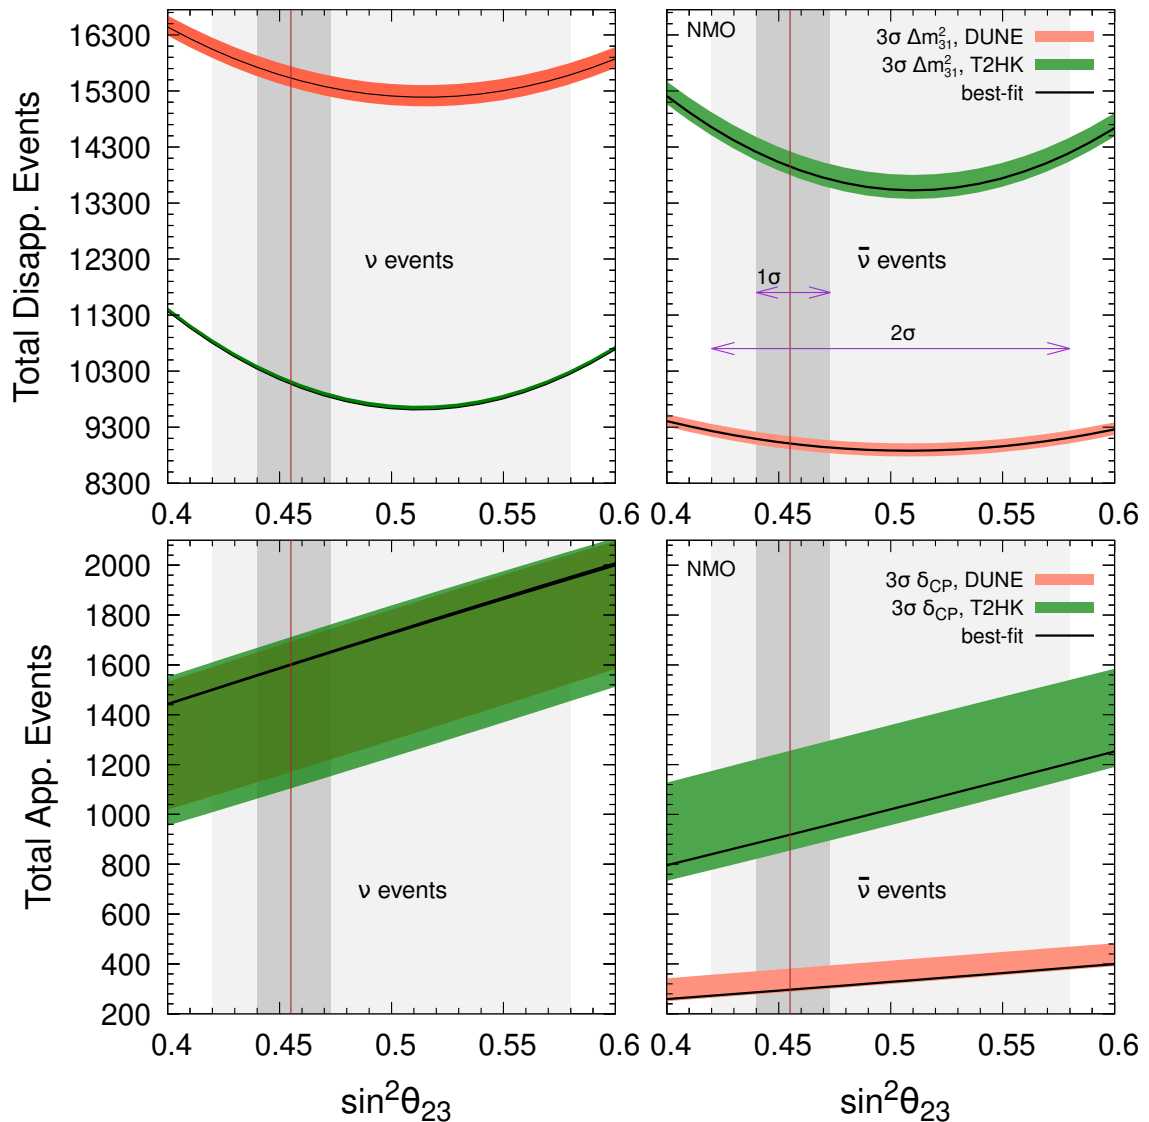 Total Disapp. Events
16300
15300
14300
13300
12300
11300
10300
9300
8300
ν events
0.4 0.45 0.5 0.55 0.6
NMO
3σ Δm²₃₁, DUNE
3σ Δm²₃₁, T2HK
best-fit
ν̄ events
1σ
2σ
0.4 0.45 0.5 0.55 0.6
Total App. Events
2000
1800
1600
1400
1200
1000
800
600
400
200
ν events
0.4 0.45 0.5 0.55 0.6
sin²θ₂₃
NMO
3σ δ_CP, DUNE
3σ δ_CP, T2HK
best-fit
ν̄ events
0.4 0.45 0.5 0.55 0.6
sin²θ₂₃